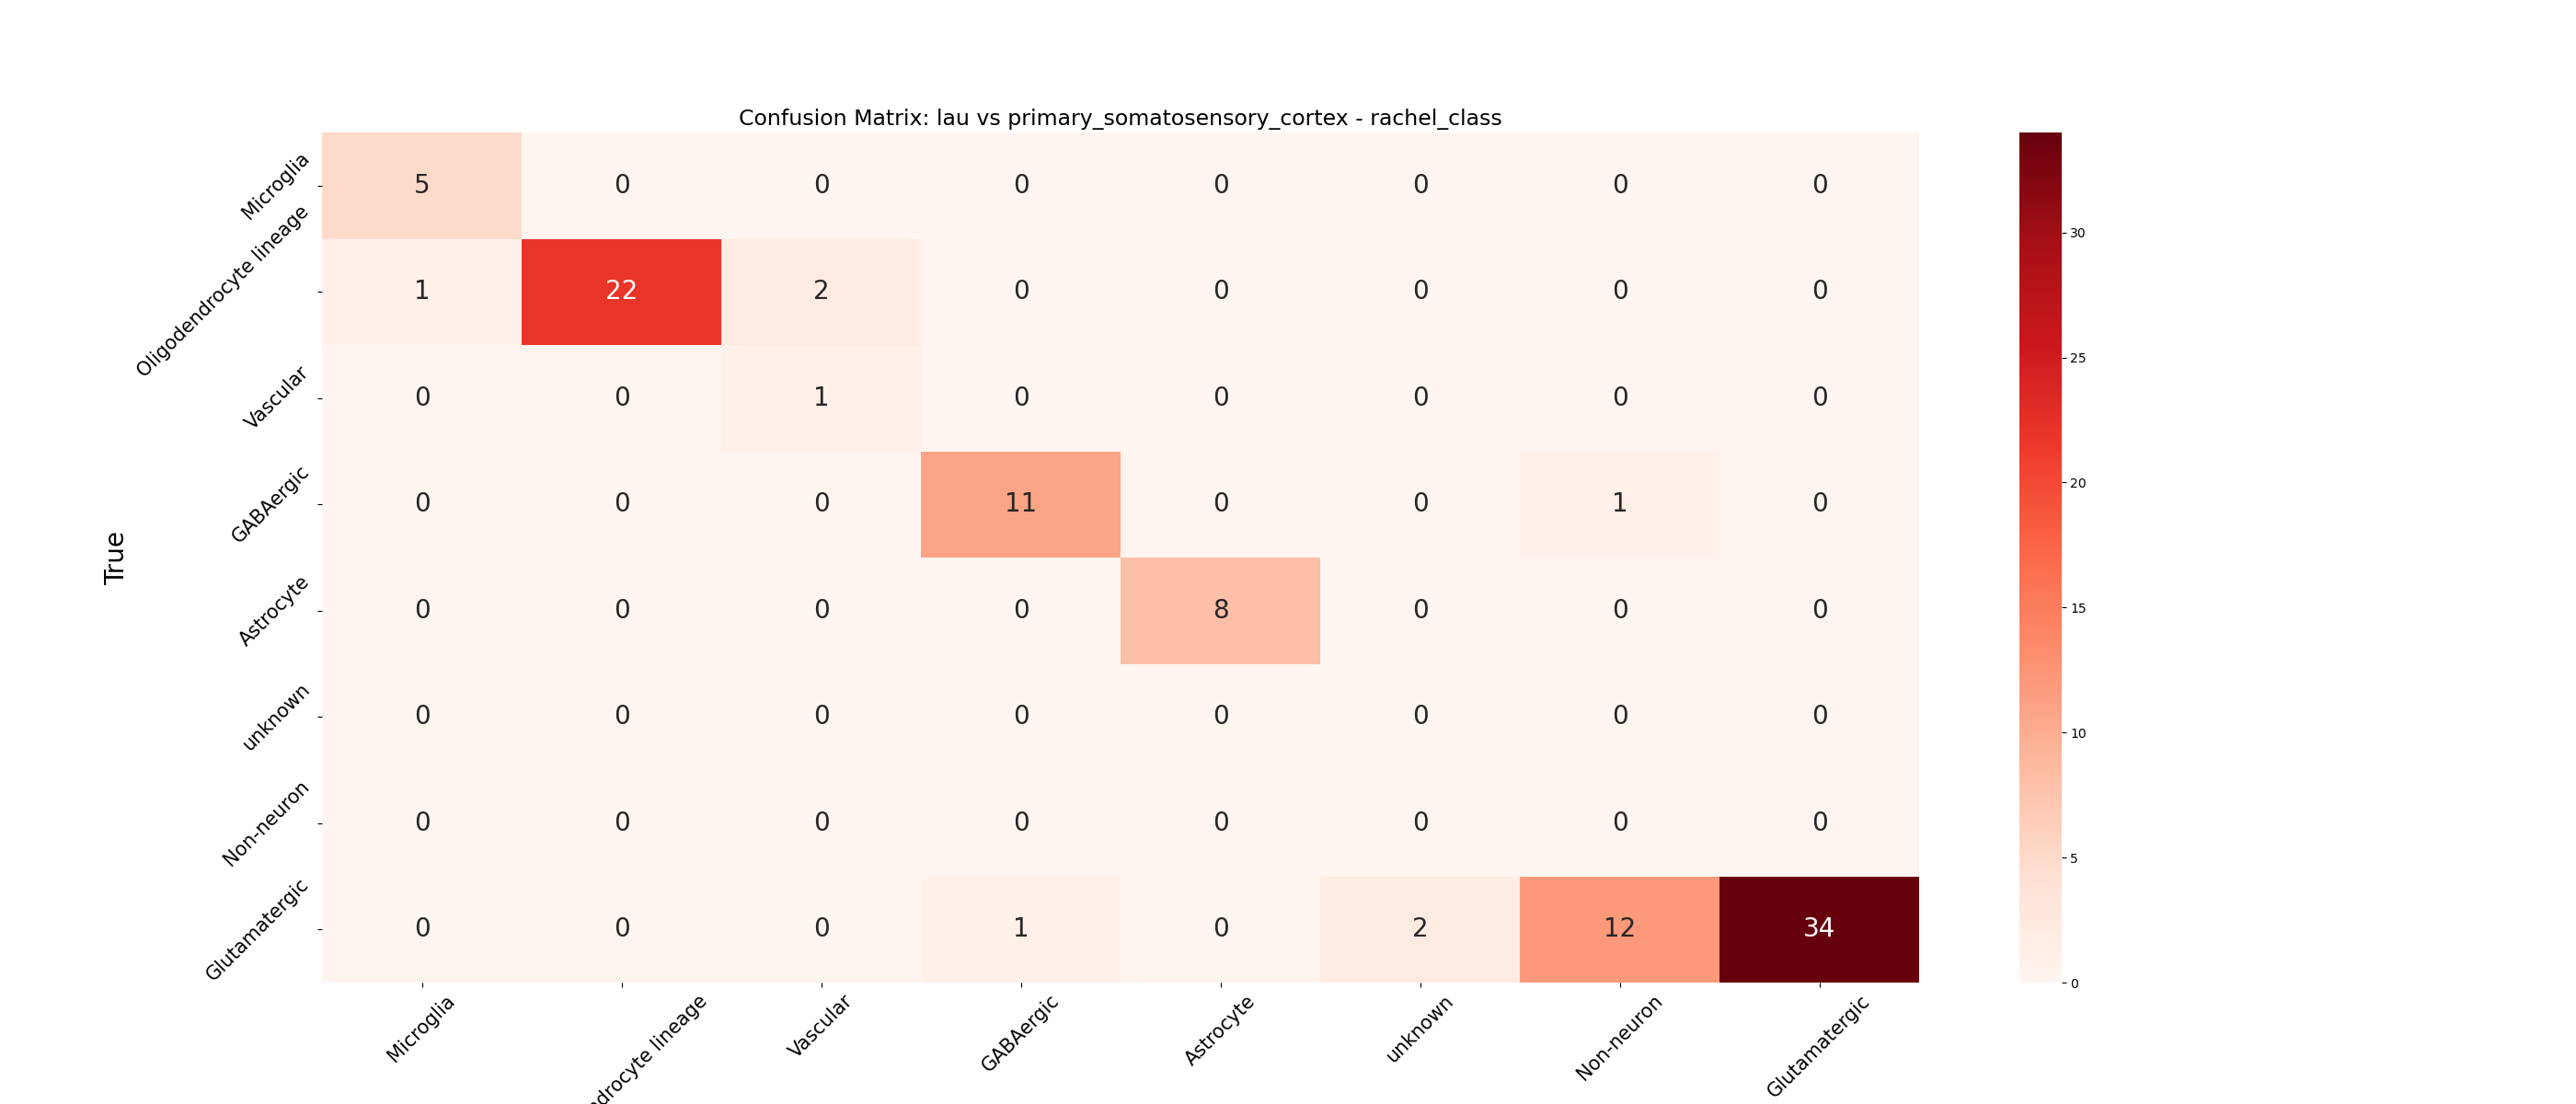 Confusion Matrix: lau vs primary_somatosensory_cortex - rachel_class
True
Microglia 5 0 0 0 0 0 0 0
Oligodendrocyte lineage 1 22 2 0 0 0 0 0
Vascular 0 0 1 0 0 0 0 0
GABAergic 0 0 0 11 0 0 1 0
Astrocyte 0 0 0 0 8 0 0 0
unknown 0 0 0 0 0 0 0 0
Non-neuron 0 0 0 0 0 0 0 0
Glutamatergic 0 0 0 1 0 2 12 34
Microglia ndrocyte lineage Vascular GABAergic Astrocyte unknown Non-neuron Glutamatergic
30
25
20
15
10
5
0